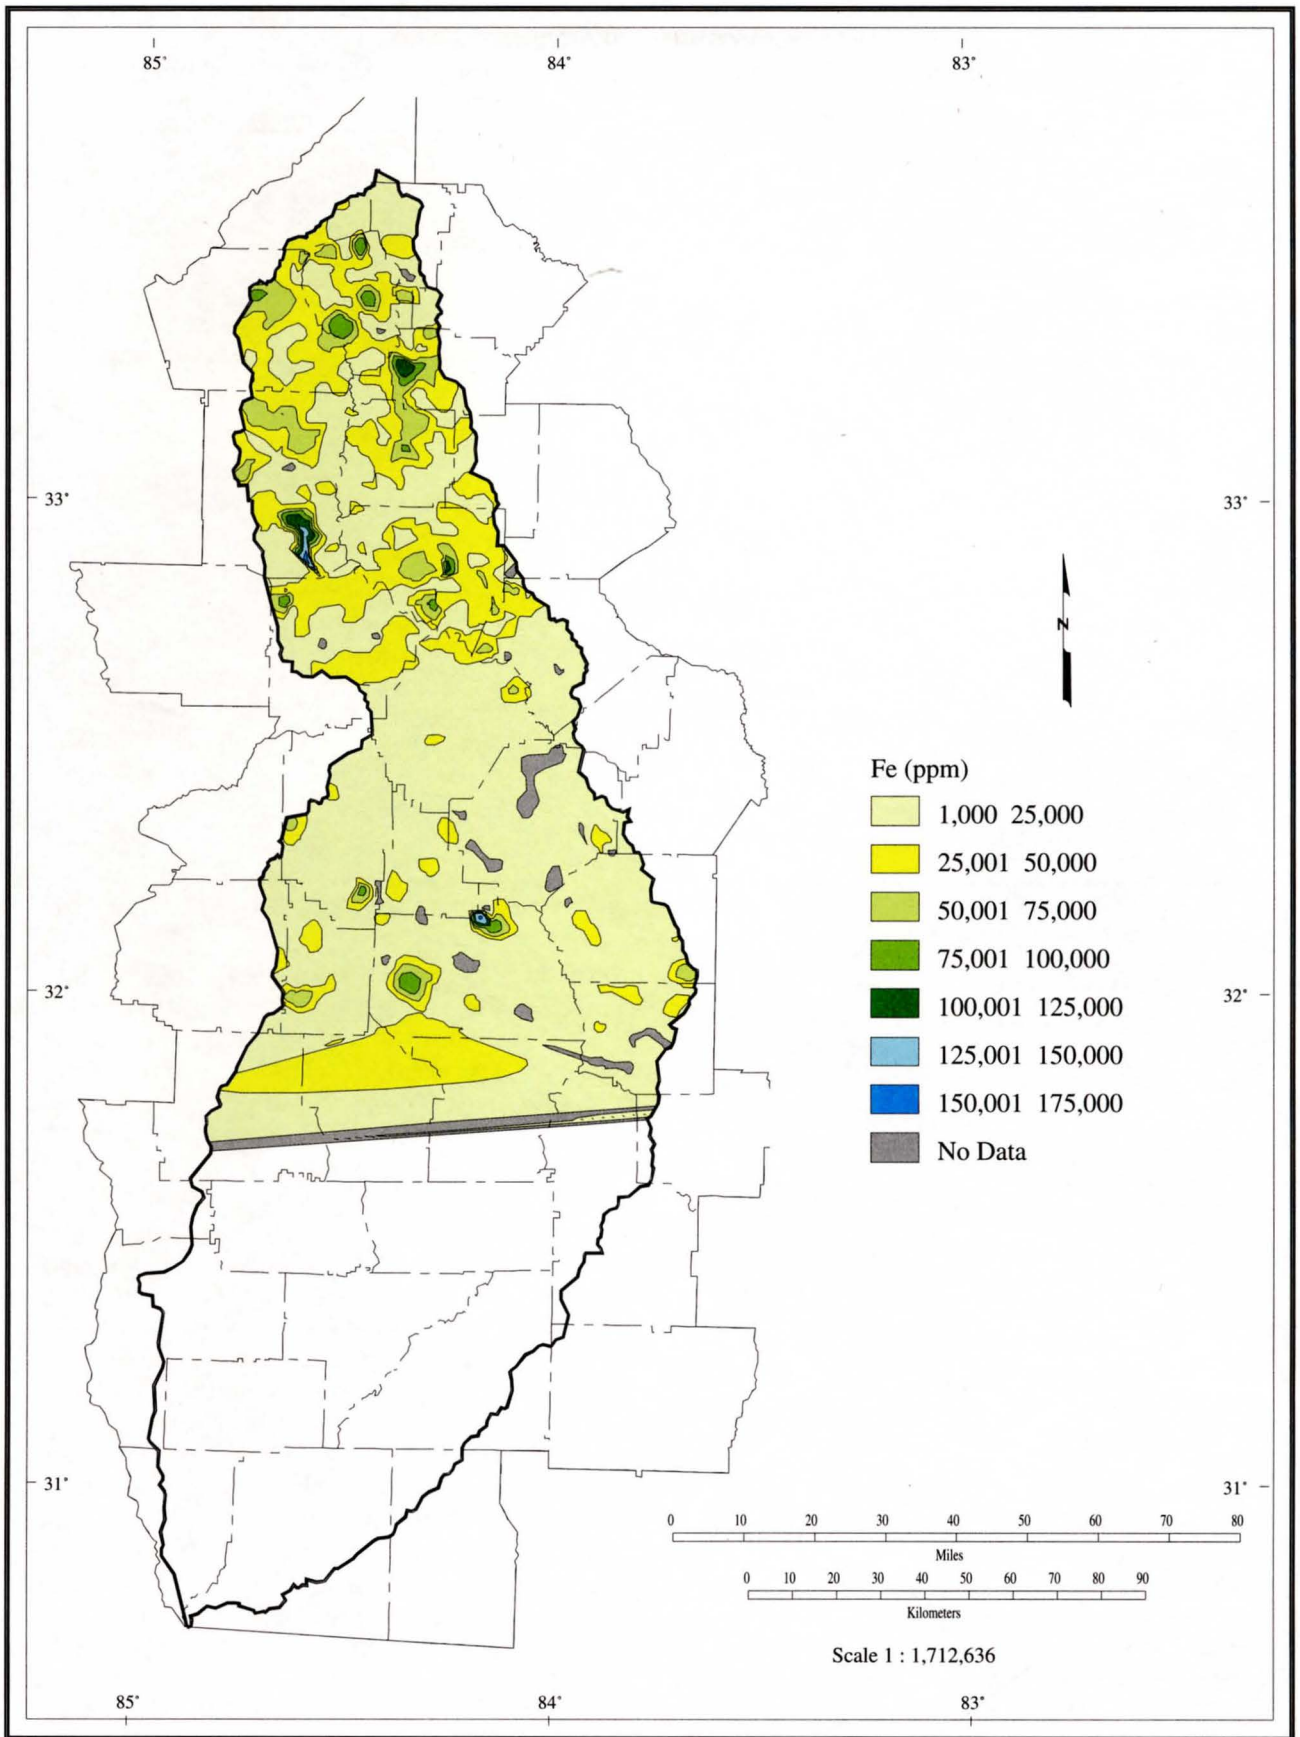 85° 84° 83°
33° 33°
N
Fe (ppm)
1,000 25,000
25,001 50,000
50,001 75,000
75,001 100,000
100,001 125,000
125,001 150,000
150,001 175,000
No Data
32° 32°
31° 31°
0 10 20 30 40 50 60 70 80
Miles
0 10 20 30 40 50 60 70 80 90
Kilometers
Scale 1 : 1,712,636
85° 84° 83°